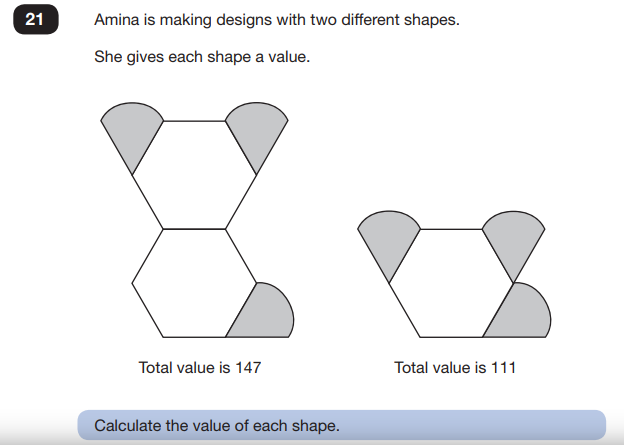 21
Amina is making designs with two different shapes.
She gives each shape a value.
Total value is 147
Total value is 111
Calculate the value of each shape.